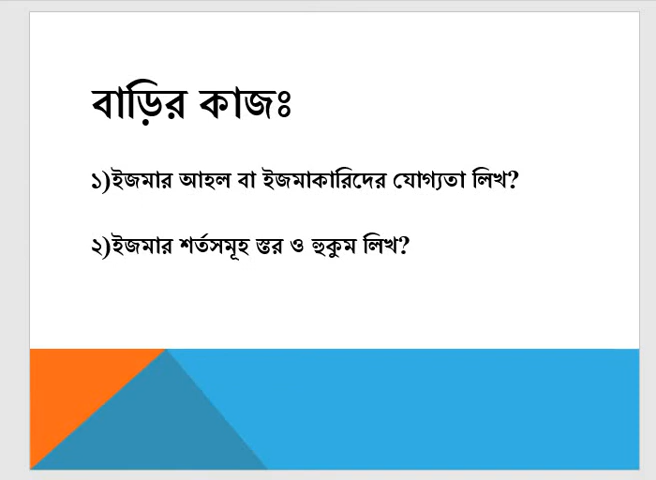 বাড়ির কাজঃ
১)ইজমার আহল বা ইজমাকারিদের যোগ্যতা লিখ?
২)ইজমার শর্তসমূহ স্তর ও হুকুম লিখ?